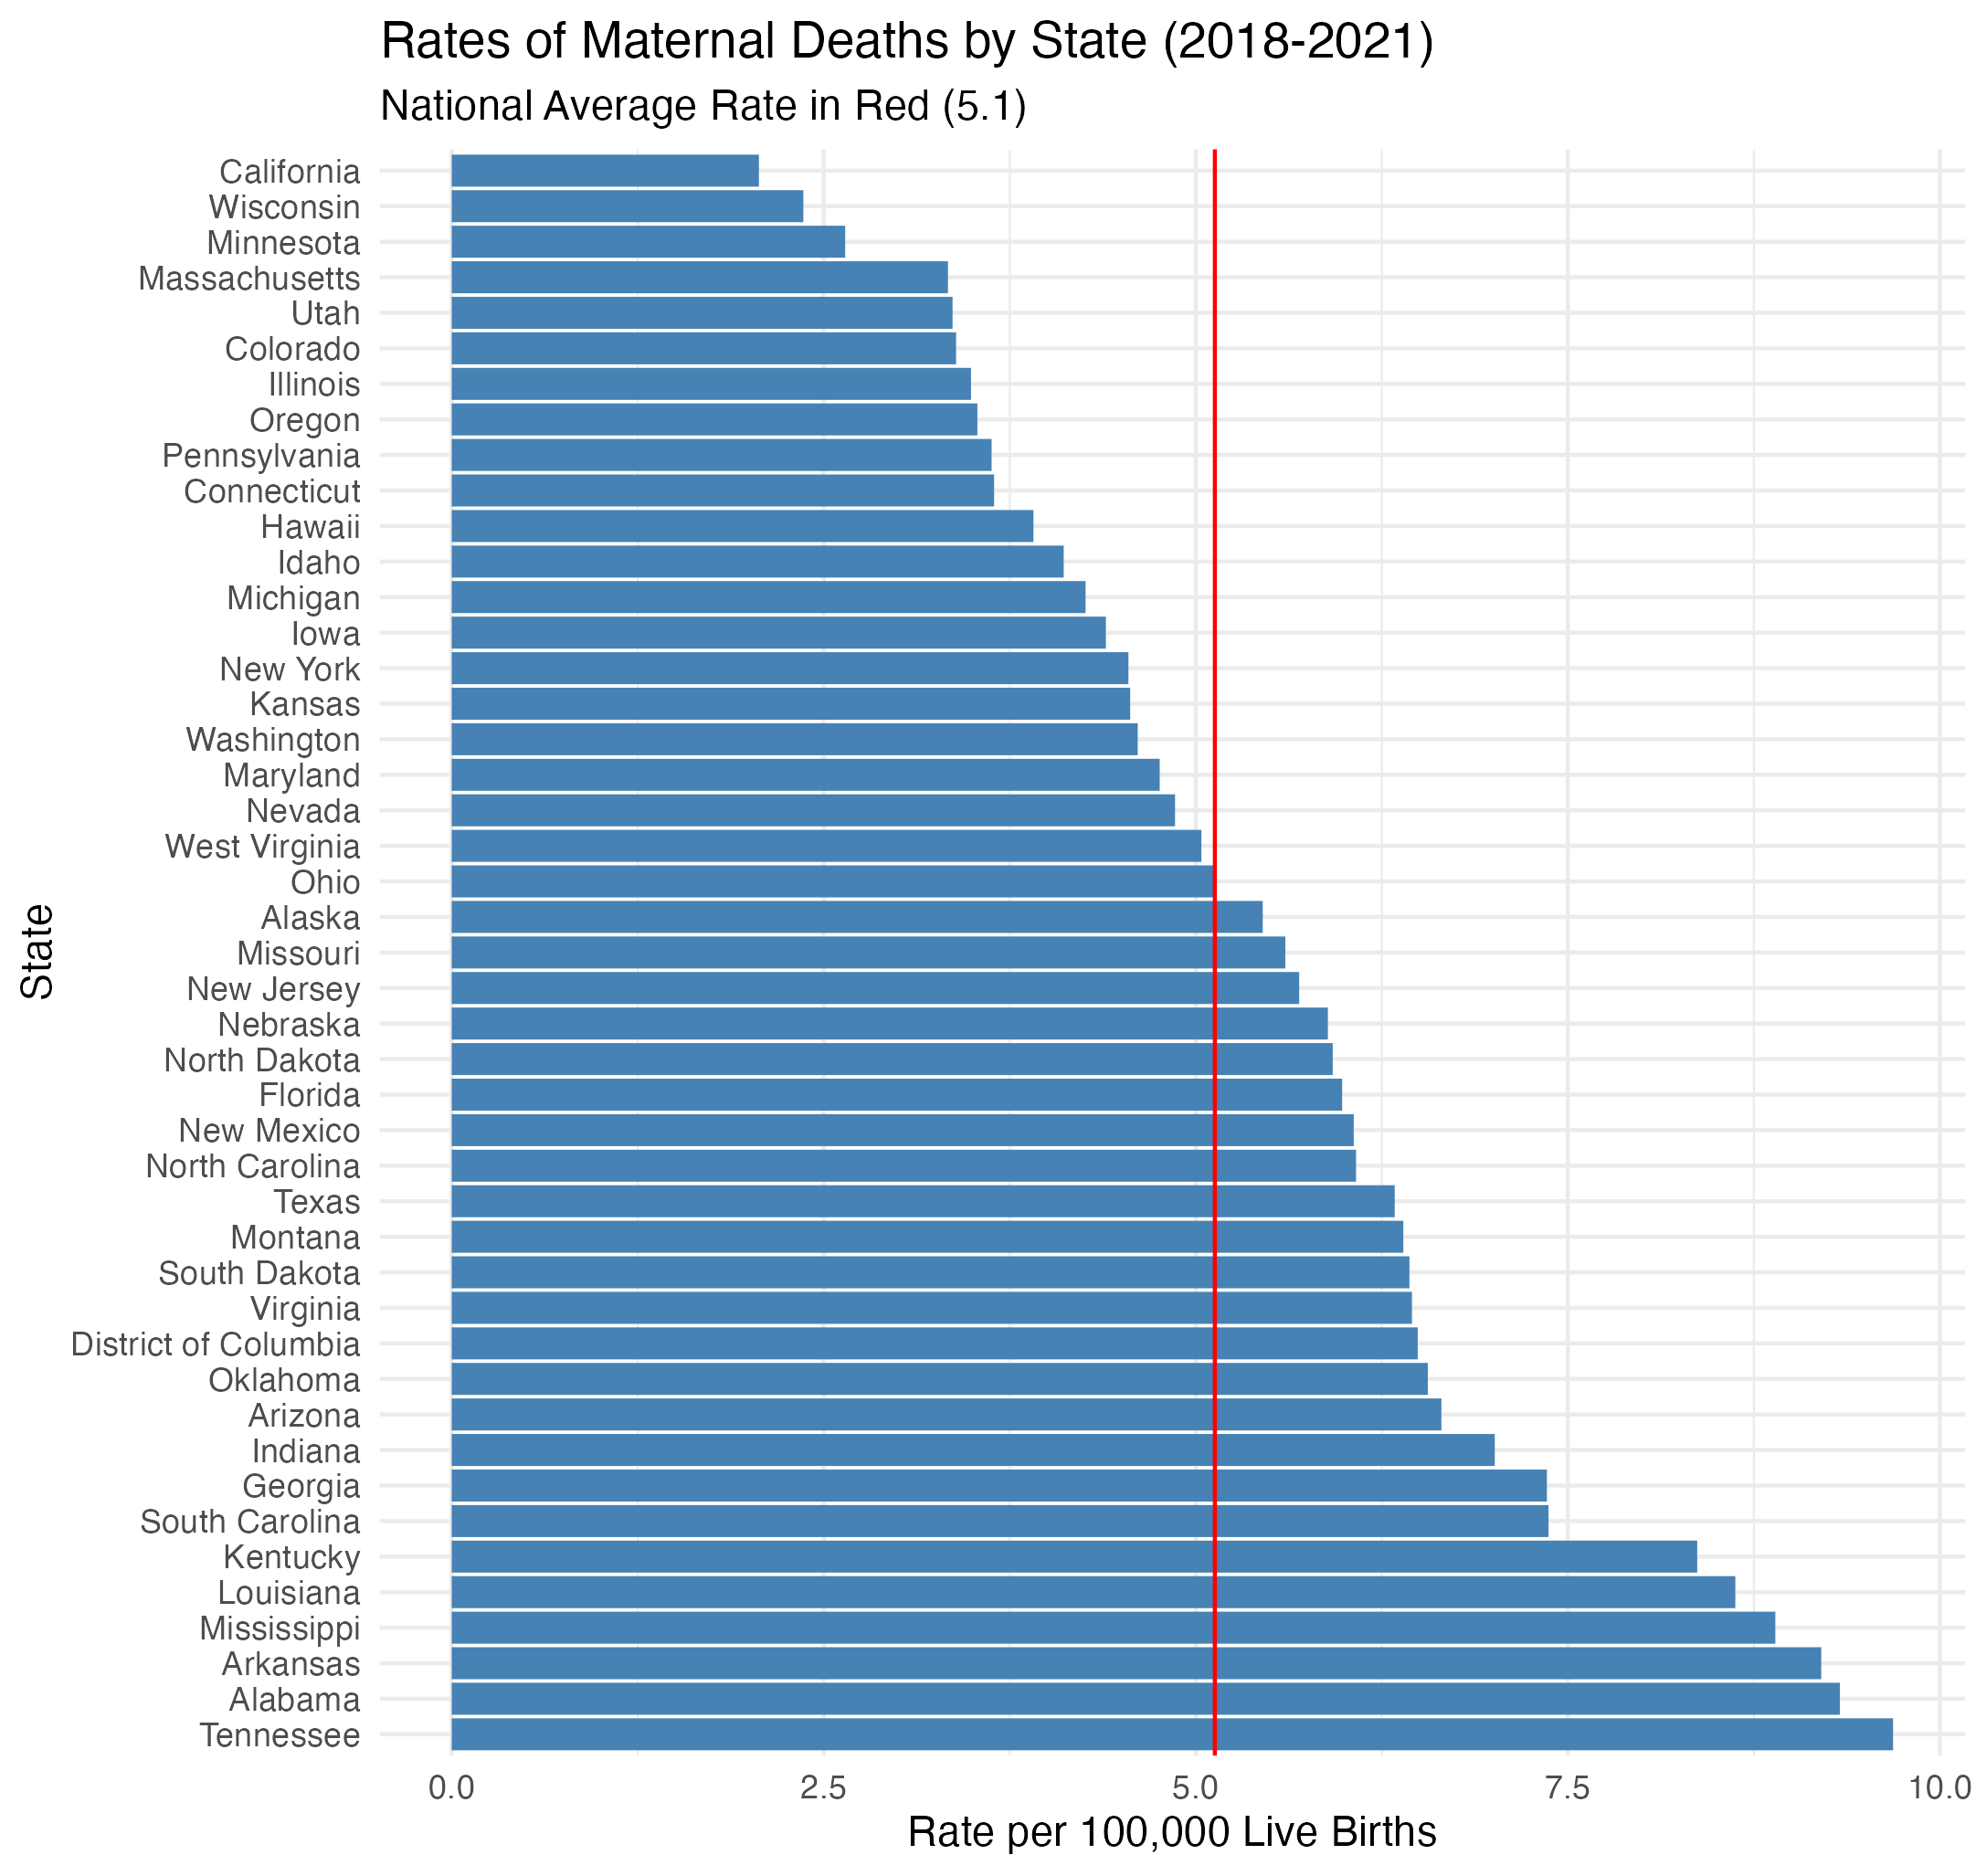 Rates of Maternal Deaths by State (2018-2021)
National Average Rate in Red (5.1)
State
California
Wisconsin
Minnesota
Massachusetts
Utah
Colorado
Illinois
Oregon
Pennsylvania
Connecticut
Hawaii
Idaho
Michigan
Iowa
New York
Kansas
Washington
Maryland
Nevada
West Virginia
Ohio
Alaska
Missouri
New Jersey
Nebraska
North Dakota
Florida
New Mexico
North Carolina
Texas
Montana
South Dakota
Virginia
District of Columbia
Oklahoma
Arizona
Indiana
Georgia
South Carolina
Kentucky
Louisiana
Mississippi
Arkansas
Alabama
Tennessee
0.0 2.5 5.0 7.5 10.0
Rate per 100,000 Live Births